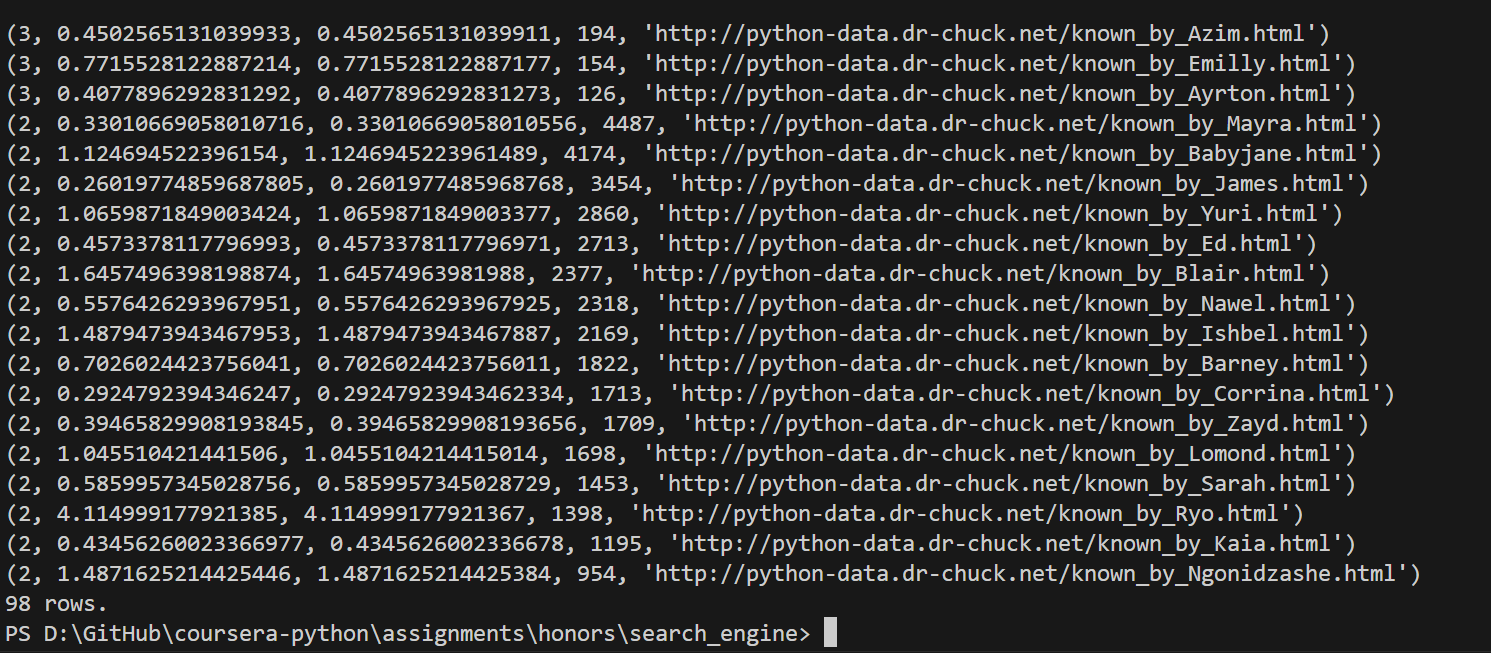 (3, 0.4502565131039933, 0.4502565131039911, 194, 'http://python-data.dr-chuck.net/known_by_Azim.html')
(3, 0.7715528122887214, 0.7715528122887177, 154, 'http://python-data.dr-chuck.net/known_by_Emilly.html')
(3, 0.4077896292831292, 0.4077896292831273, 126, 'http://python-data.dr-chuck.net/known_by_Ayrton.html')
(2, 0.33010669058010716, 0.33010669058010556, 4487, 'http://python-data.dr-chuck.net/known_by_Mayra.html')
(2, 1.124694522396154, 1.1246945223961489, 4174, 'http://python-data.dr-chuck.net/known_by_Babyjane.html')
(2, 0.26019774859687805, 0.2601977485968768, 3454, 'http://python-data.dr-chuck.net/known_by_James.html')
(2, 1.0659871849003424, 1.0659871849003377, 2860, 'http://python-data.dr-chuck.net/known_by_Yuri.html')
(2, 0.4573378117796993, 0.4573378117796971, 2713, 'http://python-data.dr-chuck.net/known_by_Ed.html')
(2, 1.6457496398198874, 1.64574963981988, 2377, 'http://python-data.dr-chuck.net/known_by_Blair.html')
(2, 0.5576426293967951, 0.5576426293967925, 2318, 'http://python-data.dr-chuck.net/known_by_Nawel.html')
(2, 1.4879473943467953, 1.4879473943467887, 2169, 'http://python-data.dr-chuck.net/known_by_Ishbel.html')
(2, 0.7026024423756041, 0.7026024423756011, 1822, 'http://python-data.dr-chuck.net/known_by_Barney.html')
(2, 0.2924792394346247, 0.29247923943462334, 1713, 'http://python-data.dr-chuck.net/known_by_Corrina.html')
(2, 0.39465829908193845, 0.39465829908193656, 1709, 'http://python-data.dr-chuck.net/known_by_Zayd.html')
(2, 1.045510421441506, 1.0455104214415014, 1698, 'http://python-data.dr-chuck.net/known_by_Lomond.html')
(2, 0.5859957345028756, 0.5859957345028729, 1453, 'http://python-data.dr-chuck.net/known_by_Sarah.html')
(2, 4.114999177921385, 4.114999177921367, 1398, 'http://python-data.dr-chuck.net/known_by_Ryo.html')
(2, 0.43456260023366977, 0.4345626002336678, 1195, 'http://python-data.dr-chuck.net/known_by_Kaia.html')
(2, 1.4871625214425446, 1.4871625214425384, 954, 'http://python-data.dr-chuck.net/known_by_Ngonidzashe.html')
98 rows.
PS D:\GitHub\coursera-python\assignments\honors\search_engine>